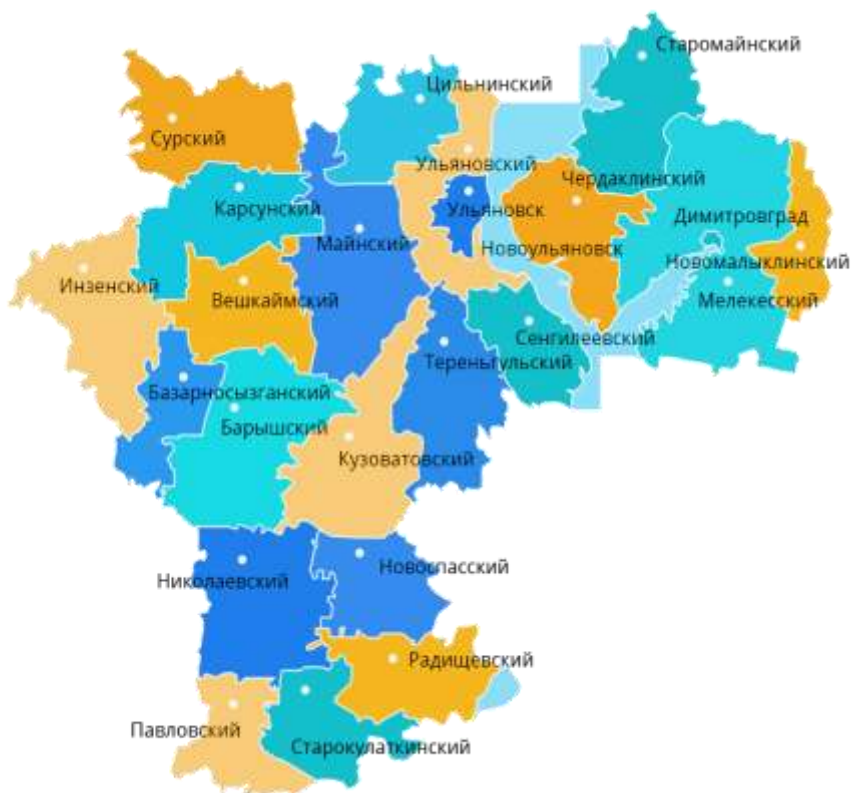 Старомайнский
Цильнинский
Сурский
Ульяновский
Чердаклинский
Карсунский
Ульяновск
Димитровград
Майнский
Новоульяновск
Новомалыклинский
Инзенский
Вешкаймский
Мелекесский
Сенгилеевский
Тереньгульский
Базарносызганский
Барышский
Кузоватовский
Новоспасский
Николаевский
Радищевский
Павловский
Старокулаткинский